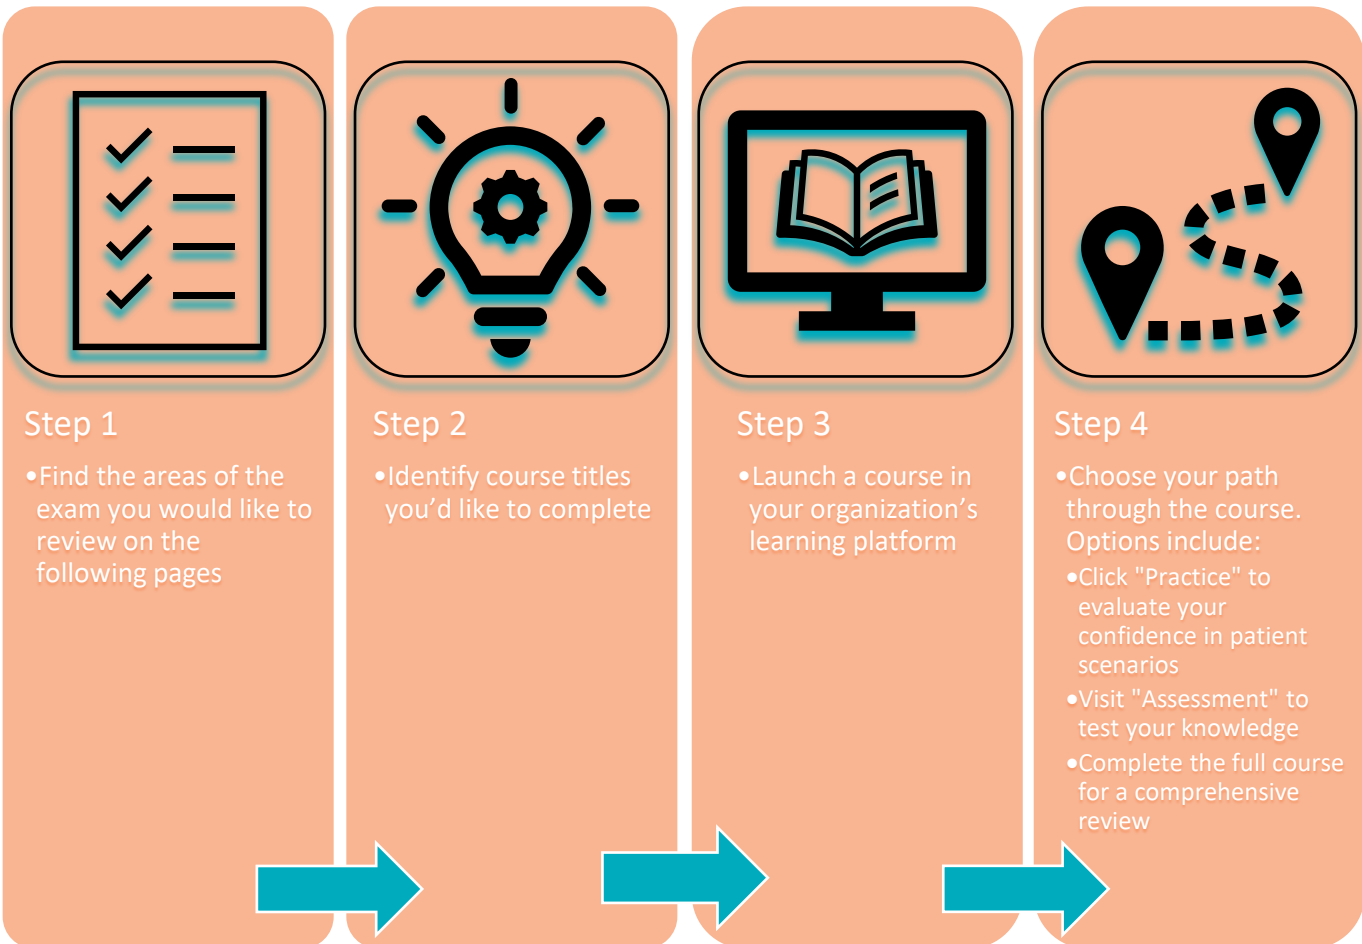 Step 1
•Find the areas of the
exam you would like to
review on the
following pages
Step 2
•Identify course titles
you’d like to complete
Step 3
•Launch a course in
your organization’s
learning platform
Step 4
•Choose your path
through the course.
Options include:
•Click "Practice" to
evaluate your
confidence in patient
scenarios
•Visit "Assessment" to
test your knowledge
•Complete the full course
for a comprehensive
review